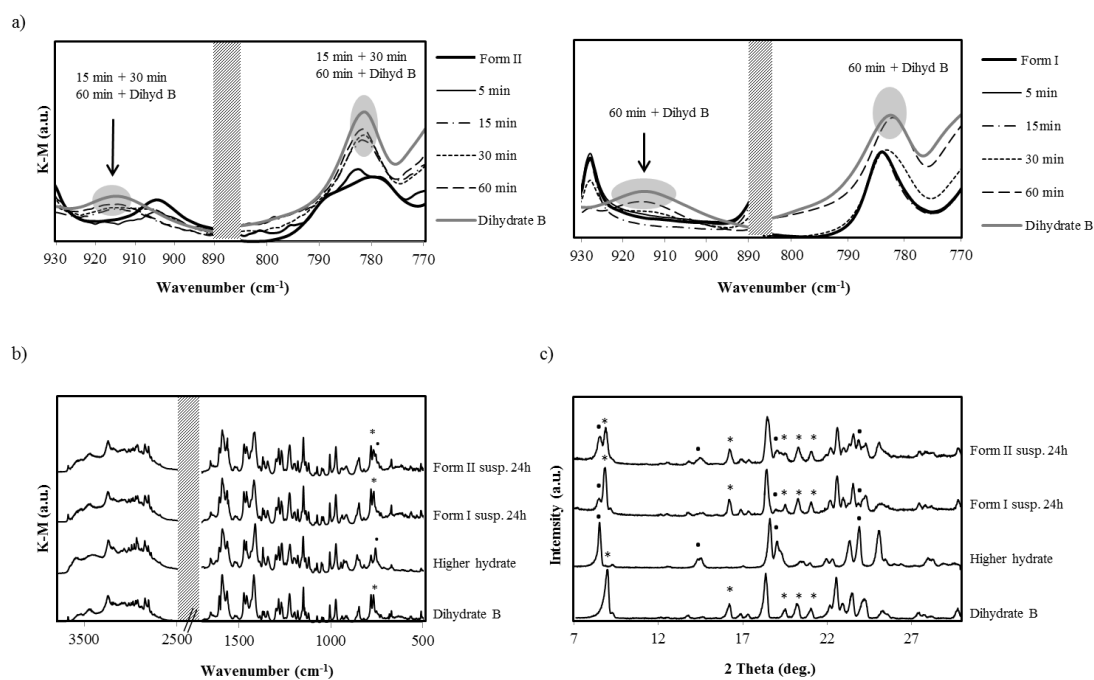 a)
15 min + 30 min
60 min + Dihyd B
15 min + 30 min
60 min + Dihyd B
K-M (a.u.)
930 920 910 900 890 800 790 780 770
Wavenumber (cm-1)
Form II
5 min
15 min
30 min
60 min
Dihydrate B
60 min + Dihyd B
60 min + Dihyd B
930 920 910 900 890 800 790 780 770
Wavenumber (cm-1)
Form I
5 min
15min
30 min
60 min
Dihydrate B
b)
K-M (a.u.)
* •
Form II susp. 24h
*
Form I susp. 24h
•
Higher hydrate
*
Dihydrate B
3500 2500 1500 1000 500
Wavenumber (cm-1)
c)
Intemsity (a.u.)
• * • * • * * * •
Form II susp. 24h
• * * • * * * •
Form I susp. 24h
• • • •
Higher hydrate
* * * * *
Dihydrate B
7 12 17 22 27
2 Theta (deg.)